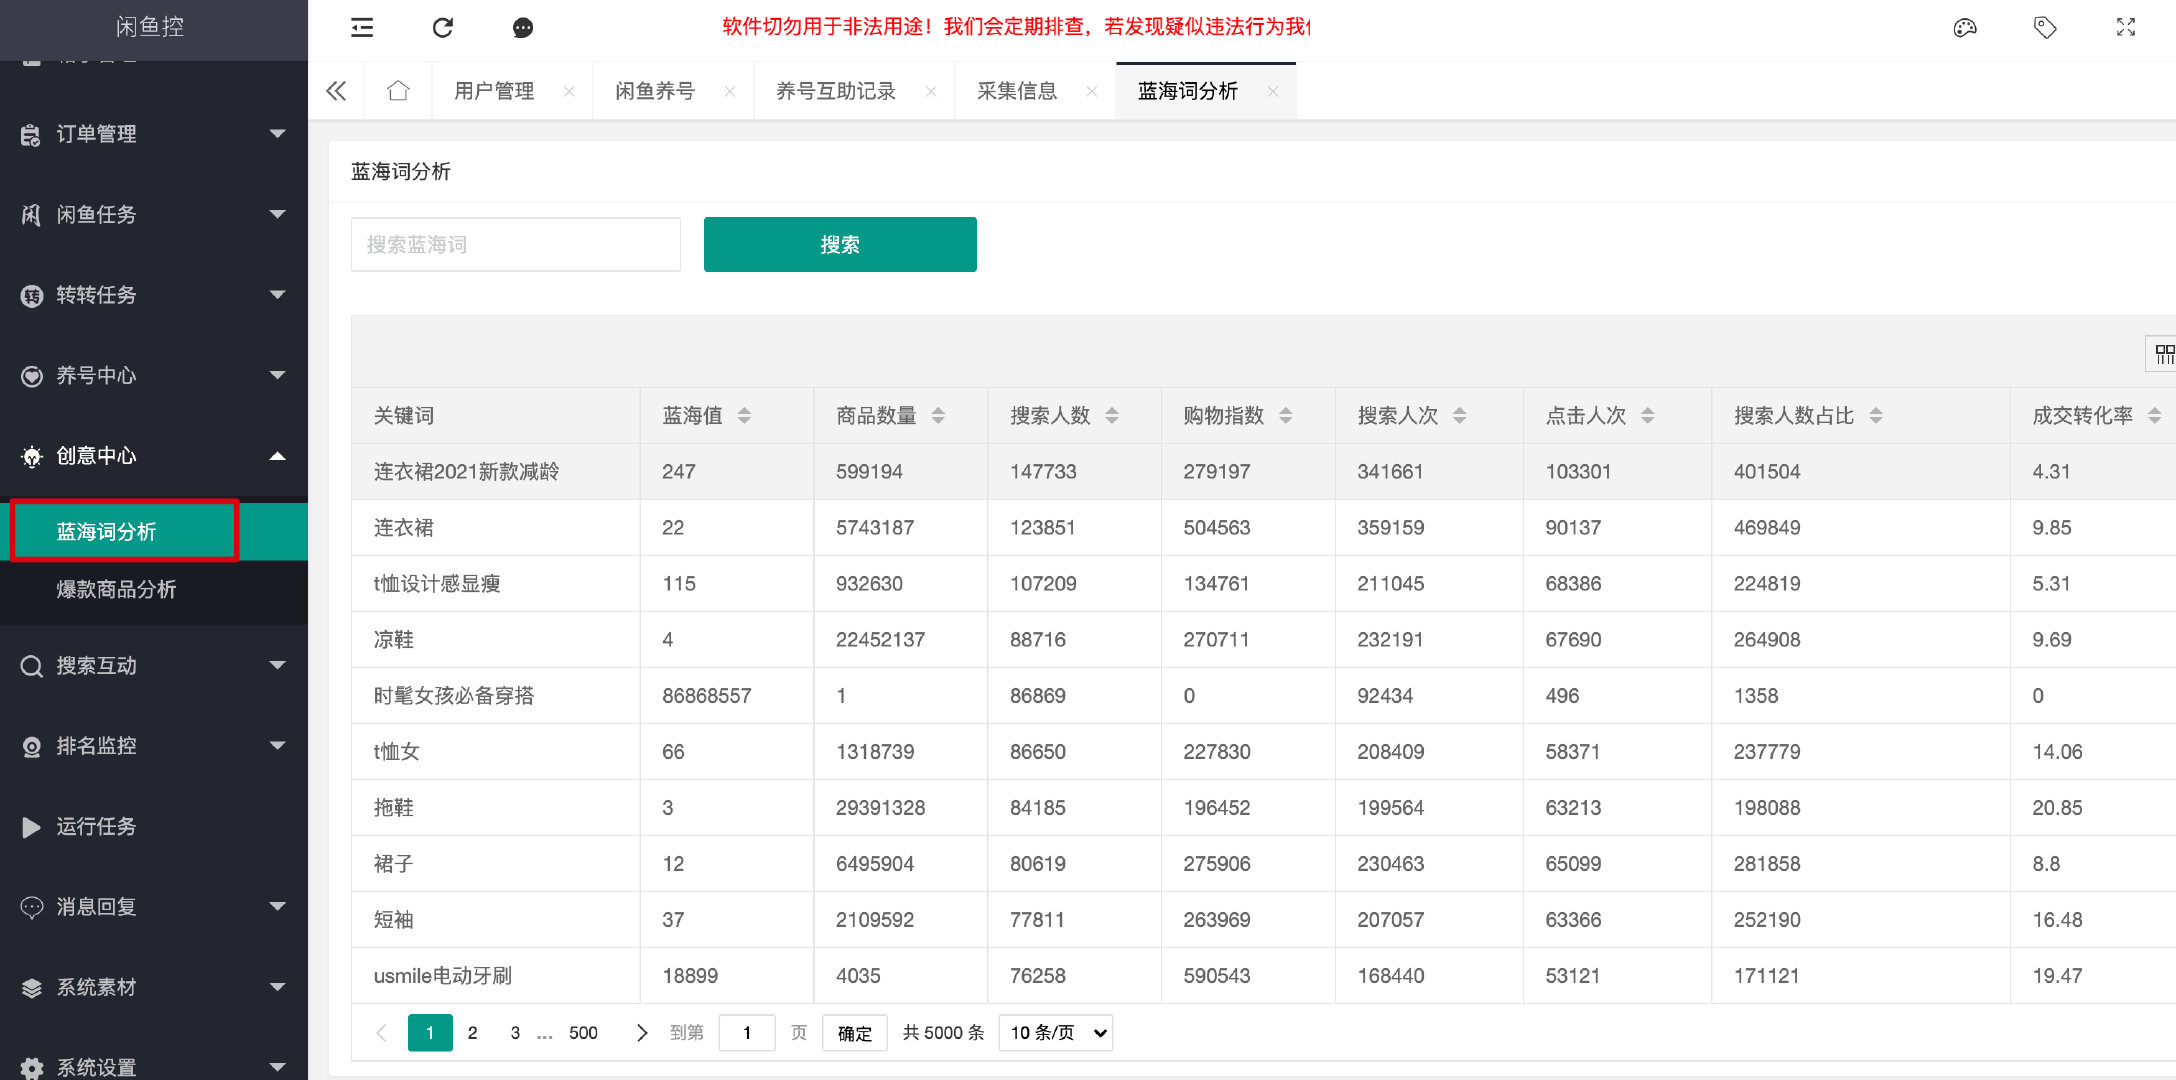 闲鱼控
软件切勿用于非法用途！我们会定期排查，若发现疑似违法行为我们
用户管理
闲鱼养号
养号互助记录
采集信息
蓝海词分析
订单管理
闲鱼任务
转转任务
养号中心
创意中心
蓝海词分析
爆款商品分析
搜索互动
排名监控
运行任务
消息回复
系统素材
系统设置
蓝海词分析
搜索蓝海词 搜索
关键词 蓝海值 商品数量 搜索人数 购物指数 搜索人次 点击人次 搜索人数占比 成交转化率
连衣裙2021新款减龄 247 599194 147733 279197 341661 103301 401504 4.31
连衣裙 22 5743187 123851 504563 359159 90137 469849 9.85
t恤设计感显瘦 115 932630 107209 134761 211045 68386 224819 5.31
凉鞋 4 22452137 88716 270711 232191 67690 264908 9.69
时髦女孩必备穿搭 86868557 1 86869 0 92434 496 1358 0
t恤女 66 1318739 86650 227830 208409 58371 237779 14.06
拖鞋 3 29391328 84185 196452 199564 63213 198088 20.85
裙子 12 6495904 80619 275906 230463 65099 281858 8.8
短袖 37 2109592 77811 263969 207057 63366 252190 16.48
usmile电动牙刷 18899 4035 76258 590543 168440 53121 171121 19.47
1 2 3 ... 500 到第 1 页 确定 共 5000 条 10 条/页